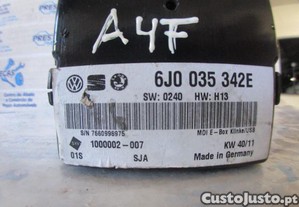 A4F
6J0 035 342E
SW: 0240 HW: H13
S/N 7660999975
MDI E-Box Klinke/USB
1000002-007
KW 40/11
01S SJA
Made in Germany
CustoJusto.pt